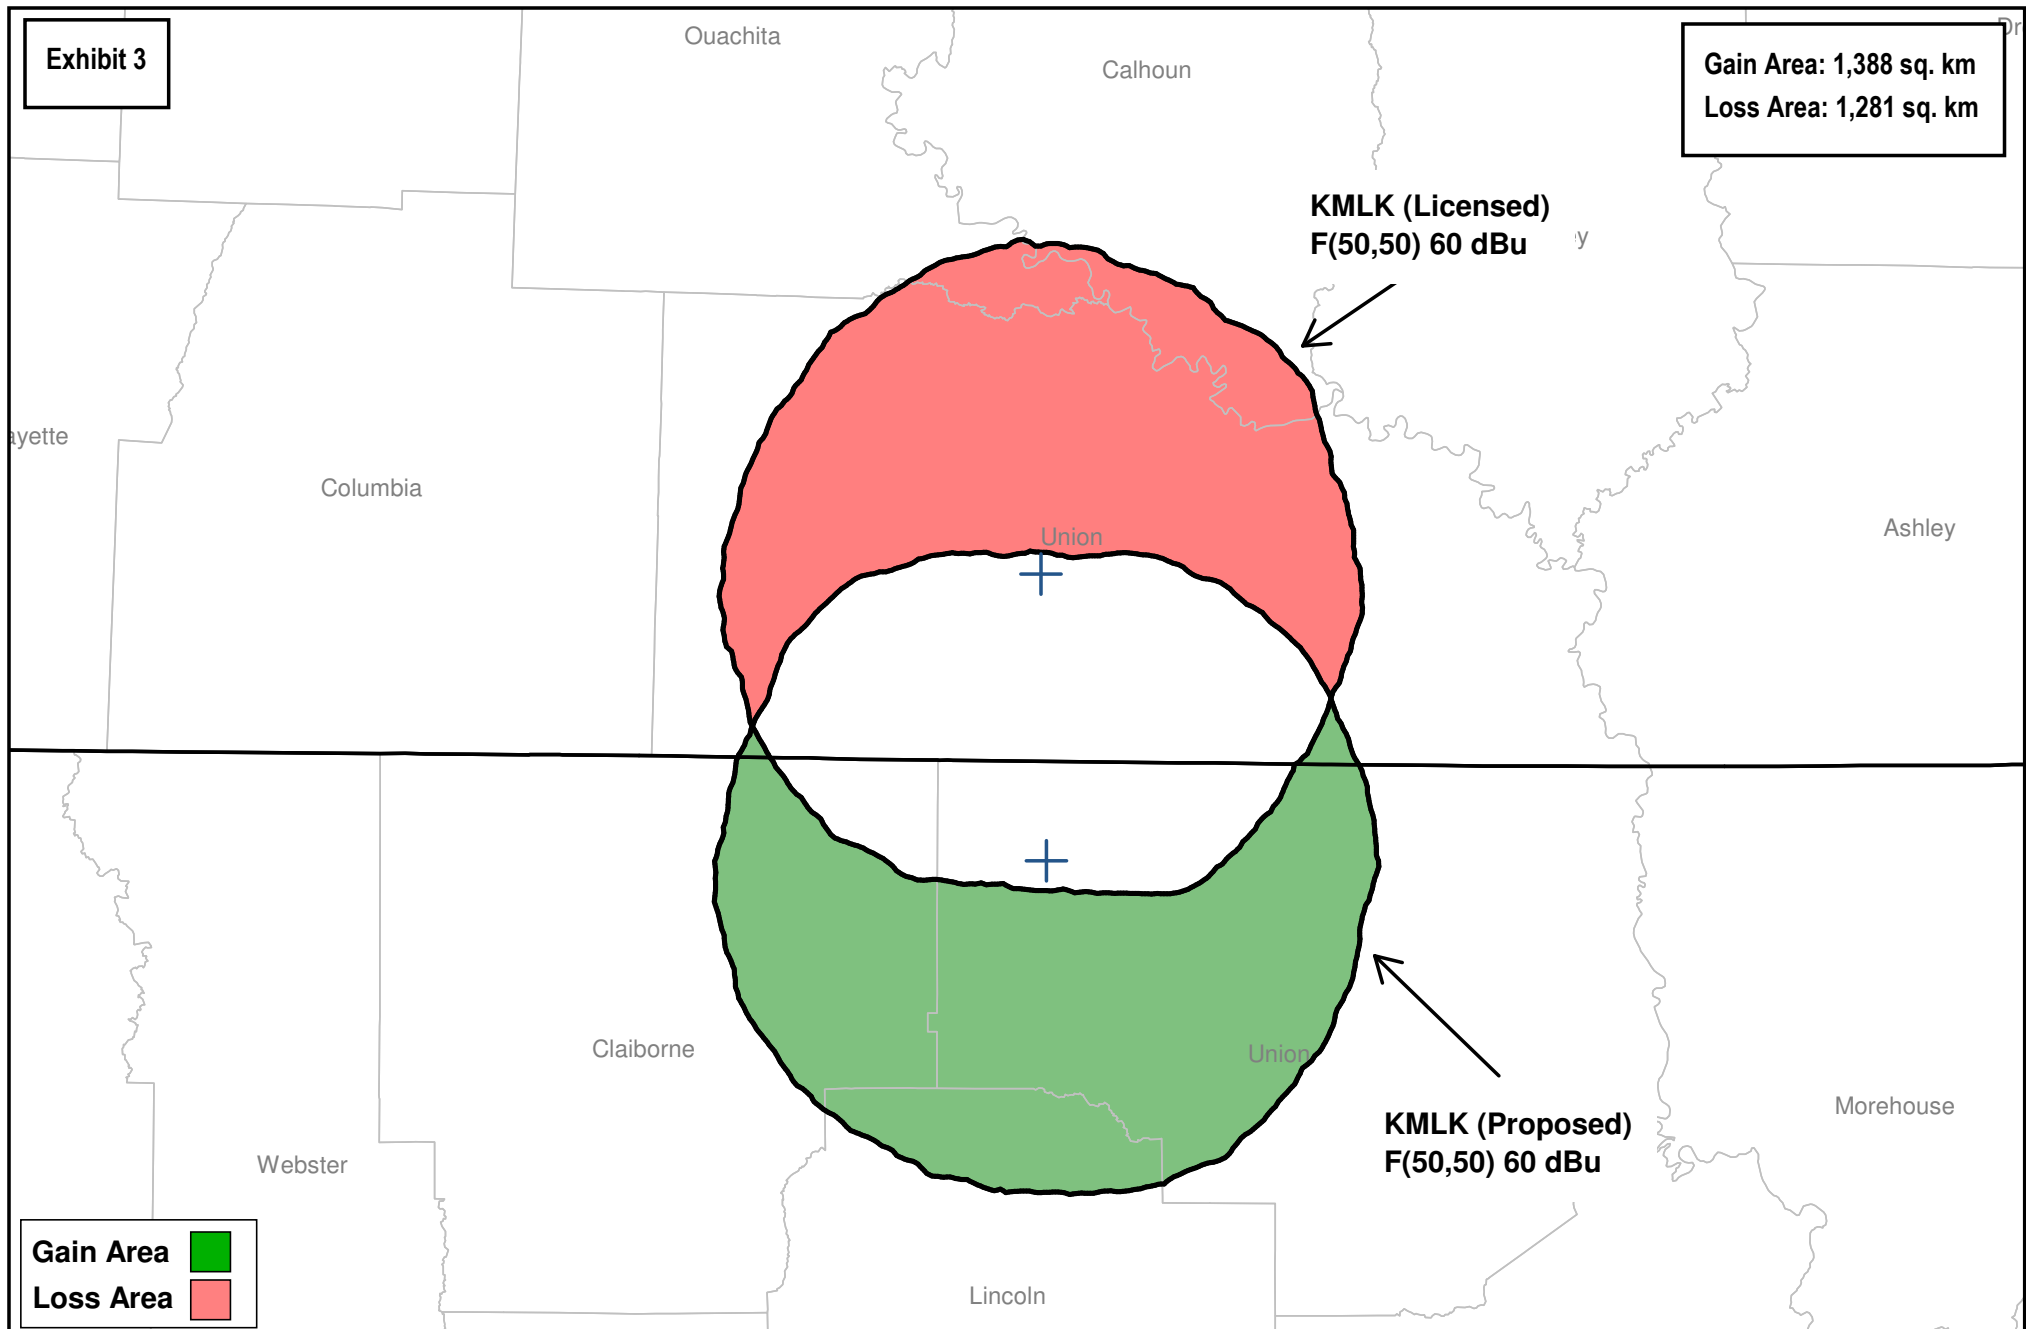 Exhibit 3
Ouachita
Calhoun
Gain Area: 1,388 sq. km
Loss Area: 1,281 sq. km
KMLK (Licensed)
F(50,50) 60 dBu
ayette
Columbia
Union
Ashley
Claiborne
Union
KMLK (Proposed)
F(50,50) 60 dBu
Morehouse
Webster
Gain Area
Loss Area
Lincoln